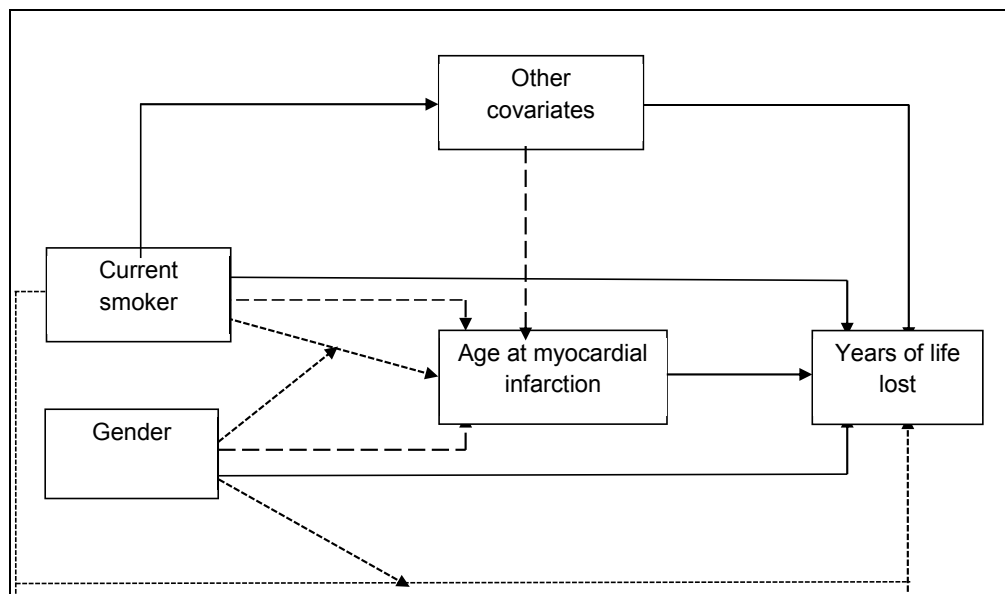 Other
covariates
Current
smoker
Age at myocardial
infarction
Years of life
lost
Gender